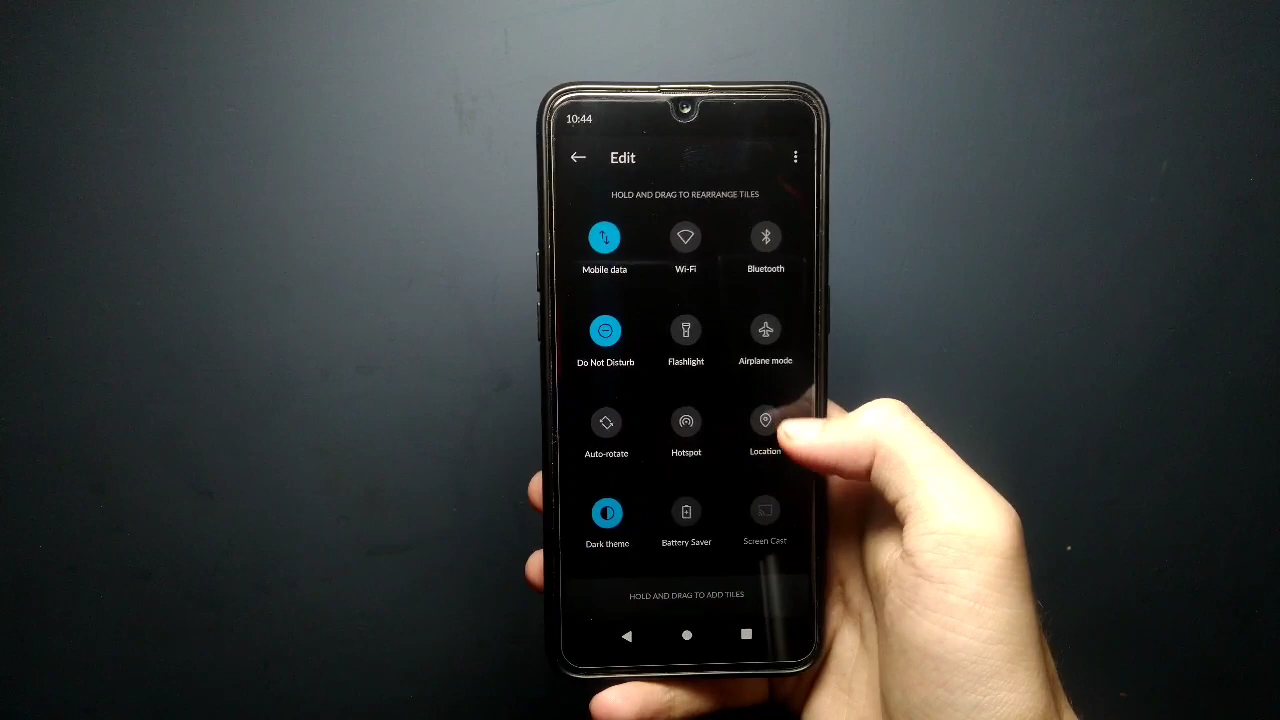 10:44
Edit
HOLD AND DRAG TO REARRANGE TILES
Mobile data Wi-Fi Bluetooth
Do Not Disturb Flashlight Airplane mode
Auto-rotate Hotspot Location
Dark theme Battery Saver Screen Cast
HOLD AND DRAG TO ADD TILES